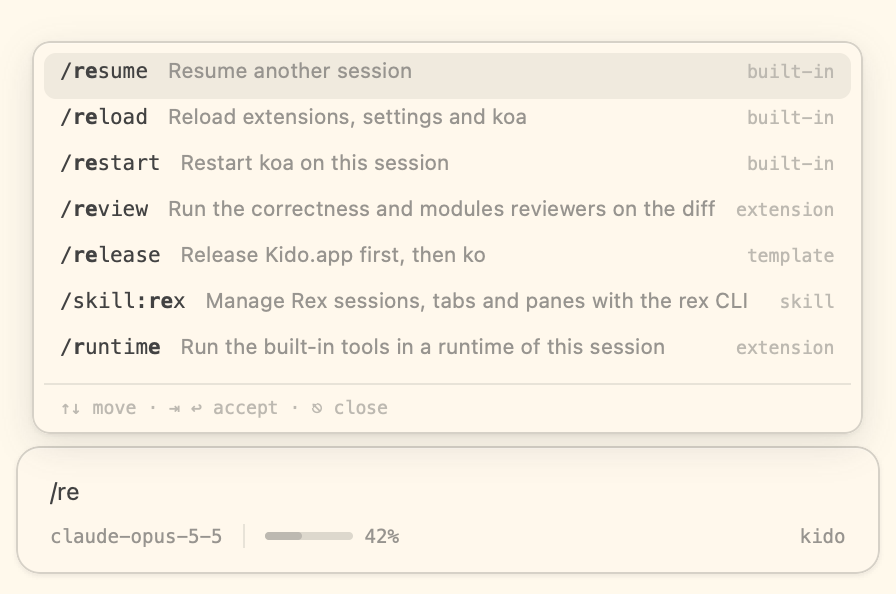 /resume Resume another session built-in
/reload Reload extensions, settings and koa built-in
/restart Restart koa on this session built-in
/review Run the correctness and modules reviewers on the diff extension
/release Release Kido.app first, then ko template
/skill:rex Manage Rex sessions, tabs and panes with the rex CLI skill
/runtime Run the built-in tools in a runtime of this session extension
↑↓ move · ⇥ ↩ accept · ⎋ close
/re
claude-opus-5-5 42% kido